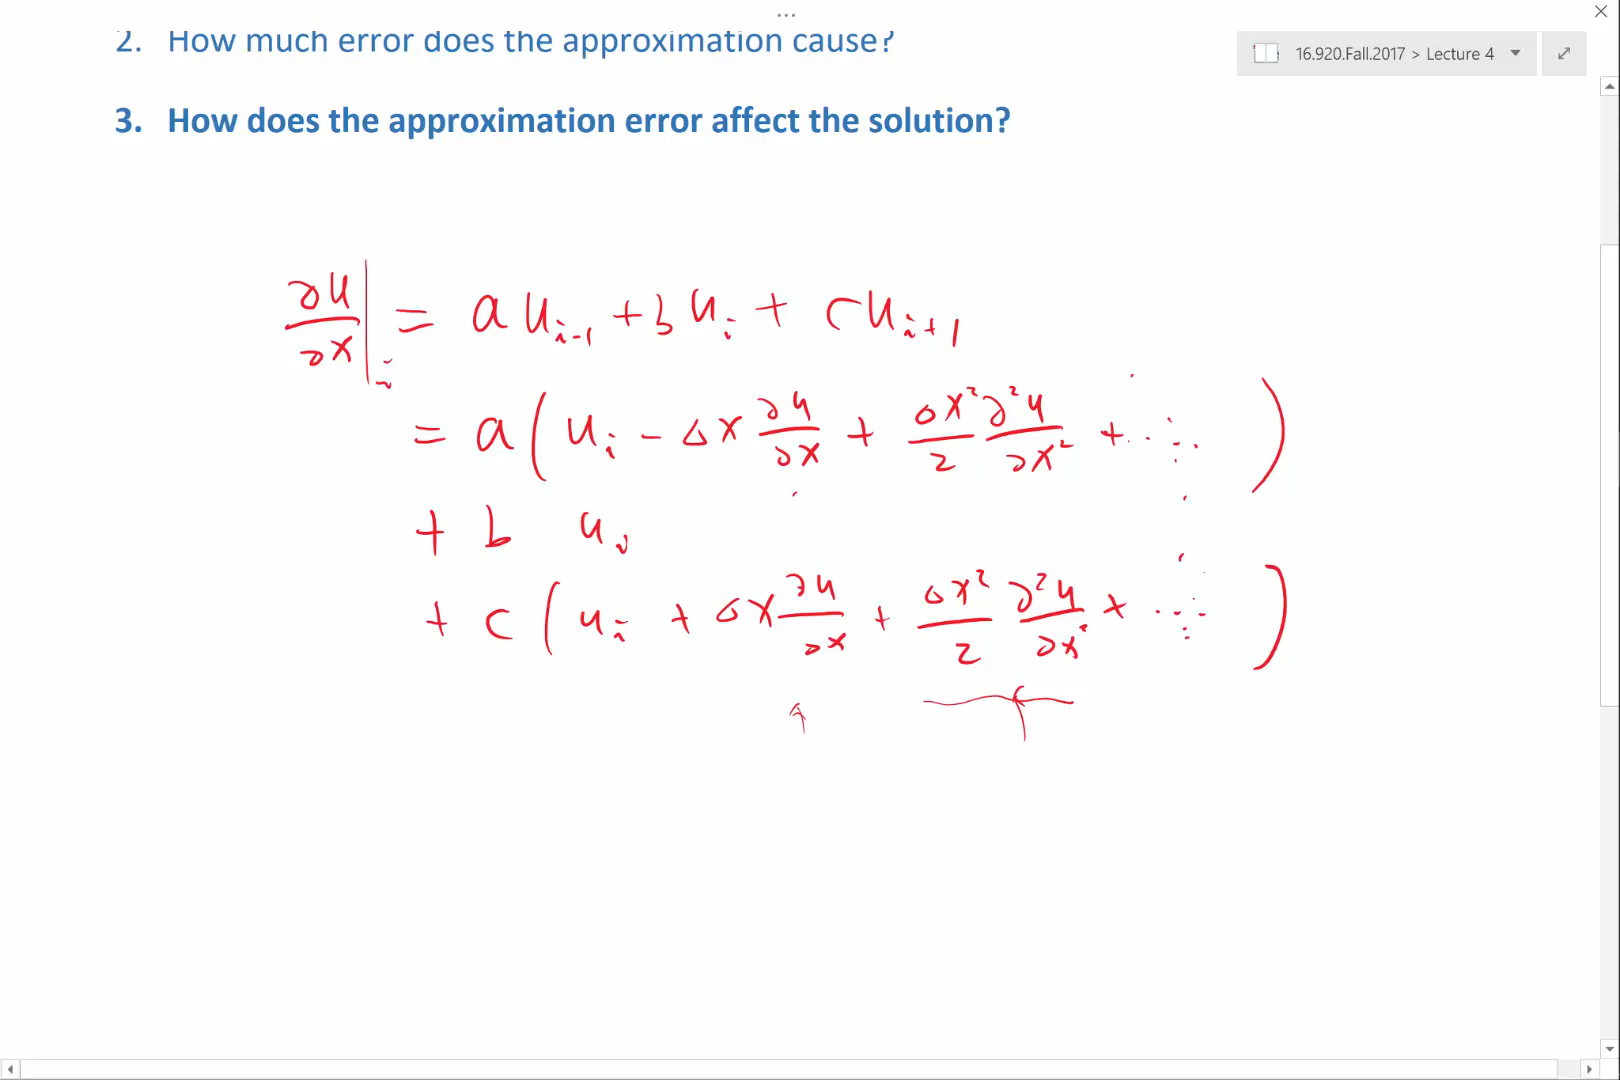 2. How much error does the approximation cause?
16.920.Fall.2017 > Lecture 4
3. How does the approximation error affect the solution?
∂u/∂x|ᵢ = a uᵢ₋₁ + b uᵢ + c uᵢ₊₁
= a ( uᵢ - Δx ∂u/∂x + Δx²/2 ∂²u/∂x² + ... )
+ b uᵢ
+ c ( uᵢ + Δx ∂u/∂x + Δx²/2 ∂²u/∂x² + ... )